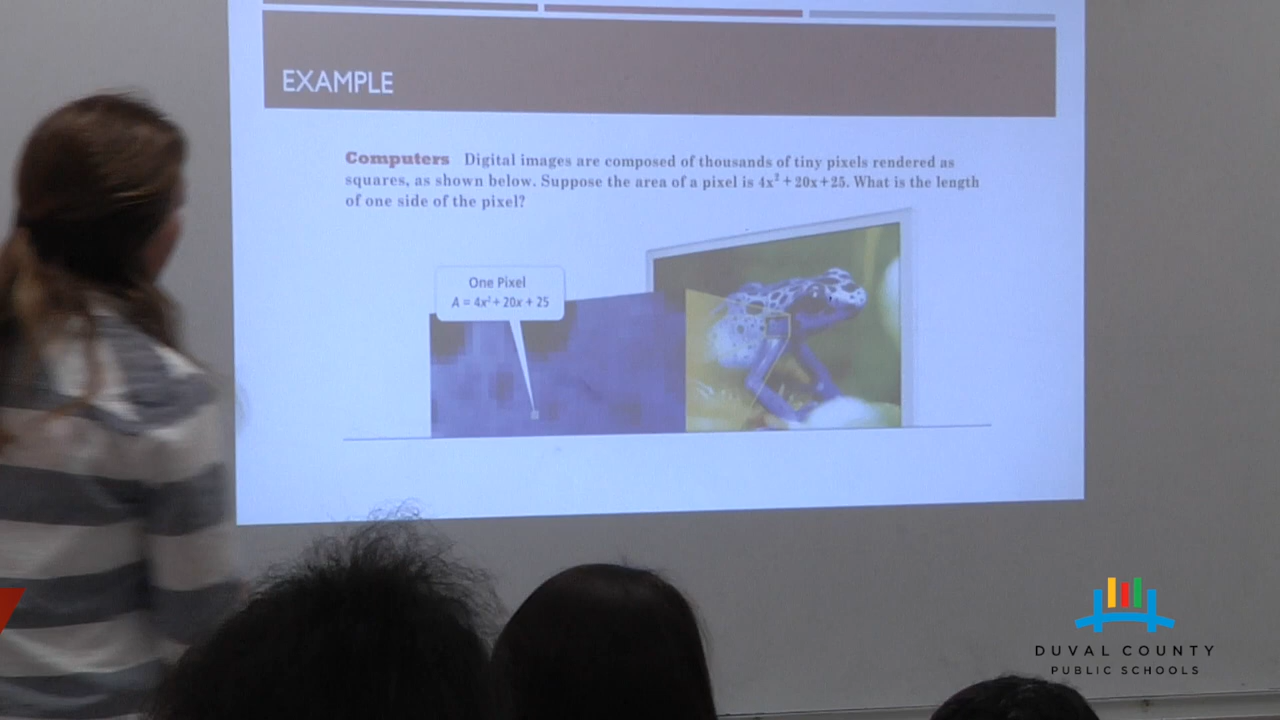 EXAMPLE
Computers Digital images are composed of thousands of tiny pixels rendered as
squares, as shown below. Suppose the area of a pixel is 4x² + 20x+25. What is the length
of one side of the pixel?
One Pixel
A = 4x² + 20x + 25
DUVAL COUNTY
PUBLIC SCHOOLS